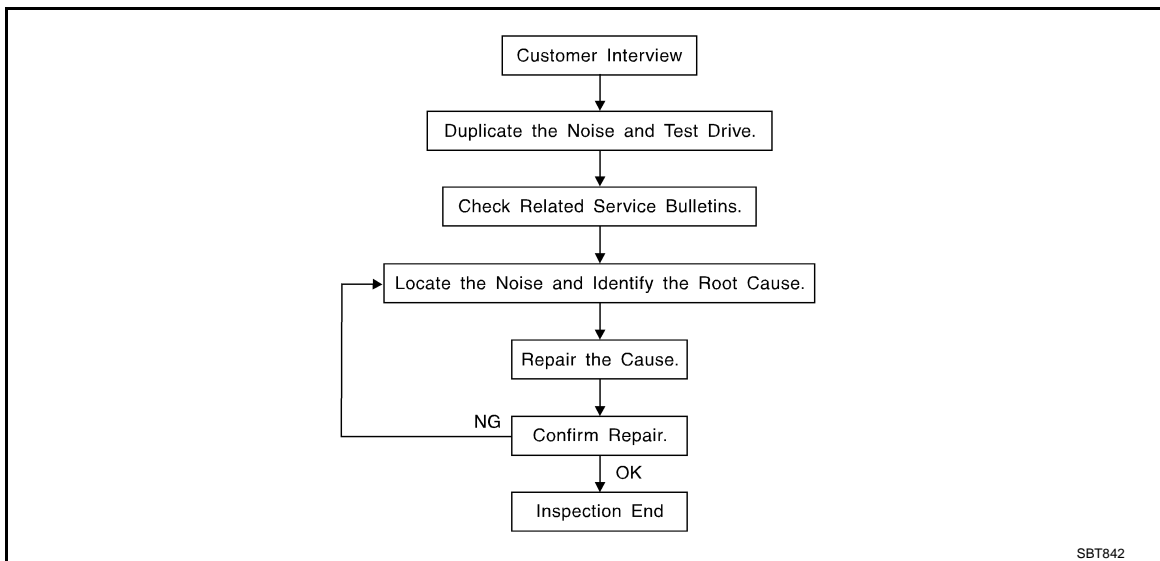 Customer Interview
Duplicate the Noise and Test Drive.
Check Related Service Bulletins.
Locate the Noise and Identify the Root Cause.
Repair the Cause.
NG
Confirm Repair.
OK
Inspection End
SBT842